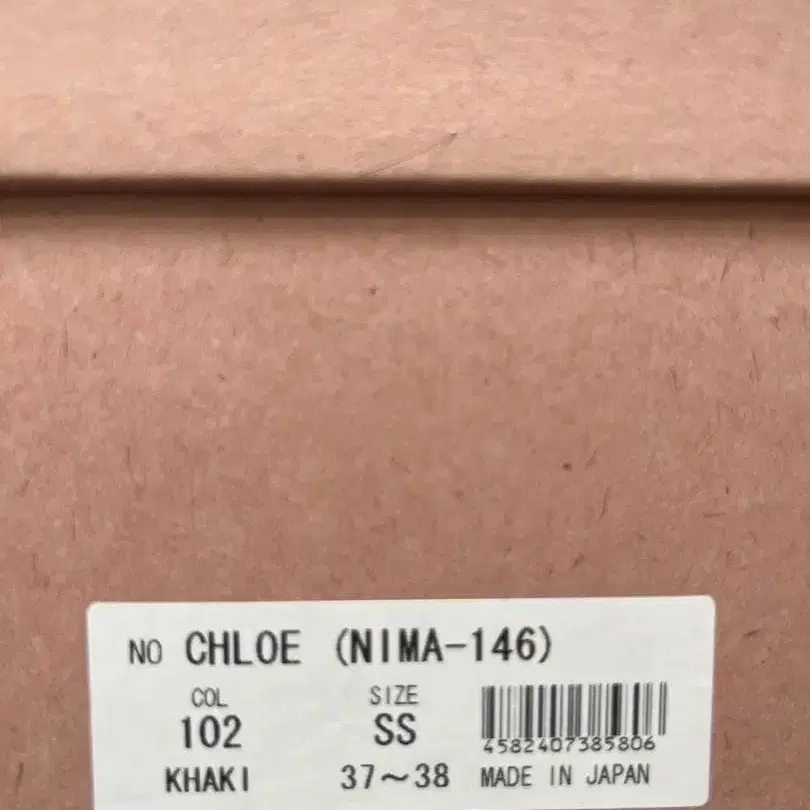 NO CHLOE (NIMA-146)
COL SIZE
102 SS
4582407385806
KHAKI 37～38 MADE IN JAPAN